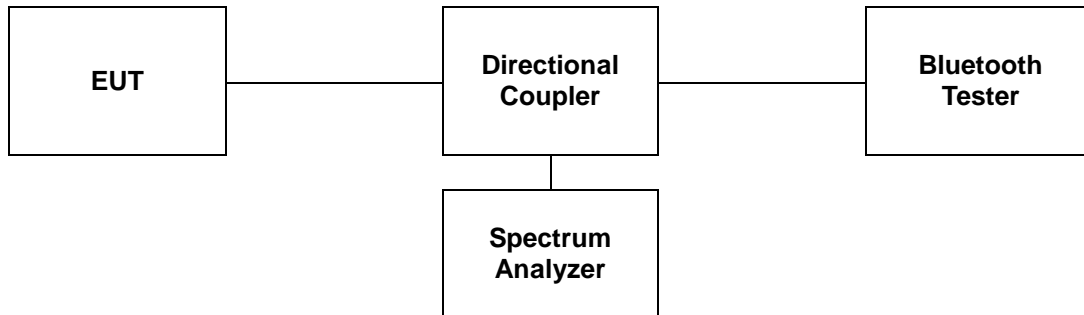 EUT
Directional
Coupler
Bluetooth
Tester
Spectrum
Analyzer